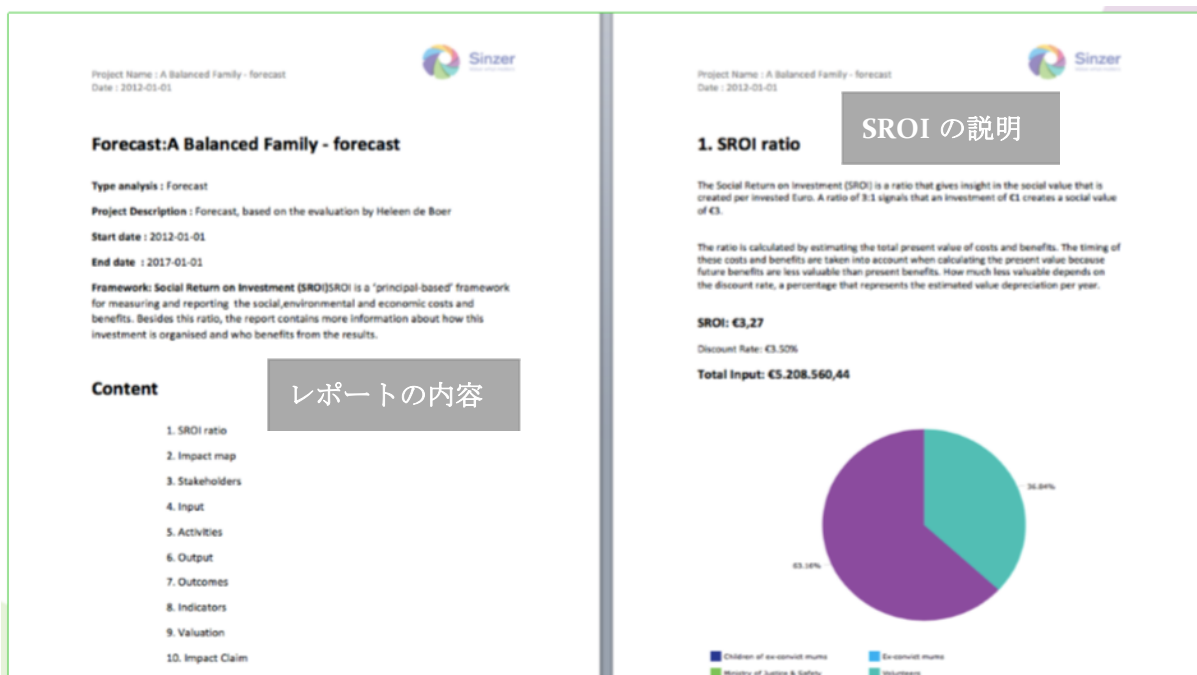 Sinzer
Project Name : A Balanced Family - forecast
Date : 2012-01-01
Forecast:A Balanced Family - forecast
Type analysis : Forecast
Project Description : Forecast, based on the evaluation by Heleen de Boer
Start date : 2012-01-01
End date : 2017-01-01
Framework: Social Return on Investment (SROI)SROI is a 'principal-based' framework
for measuring and reporting the social,environmental and economic costs and
benefits. Besides this ratio, the report contains more information about how this
investment is organised and who benefits from the results.
Content
レポートの内容
1. SROI ratio
2. Impact map
3. Stakeholders
4. Input
5. Activities
6. Output
7. Outcomes
8. Indicators
9. Valuation
10. Impact Claim
Sinzer
Project Name : A Balanced Family - forecast
Date : 2012-01-01
SROI の説明
1. SROI ratio
The Social Return on Investment (SROI) is a ratio that gives insight in the social value that is
created per invested Euro. A ratio of 3:1 signals that an investment of €1 creates a social value
of €3.
The ratio is calculated by estimating the total present value of costs and benefits. The timing of
these costs and benefits are taken into account when calculating the present value because
future benefits are less valuable than present benefits. How much less valuable depends on
the discount rate, a percentage that represents the estimated value depreciation per year.
SROI: €3,27
Discount Rate: €3.50%
Total Input: €5.208.560,44
36.84%
63.16%
Children of ex-convict mums
Ex-convict mums
Ministry of Justice & Safety
Volunteers